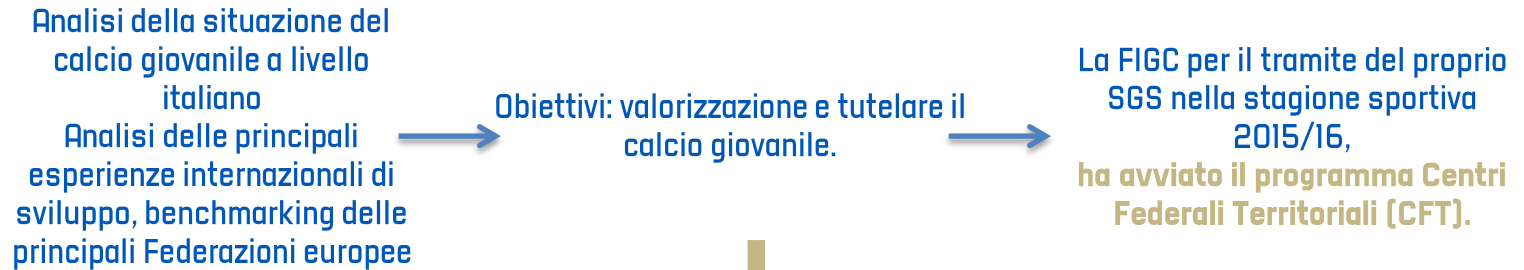 Analisi della situazione del
calcio giovanile a livello
italiano
Analisi delle principali
esperienze internazionali di
sviluppo, benchmarking delle
principali Federazioni europee
Obiettivi: valorizzazione e tutelare il
calcio giovanile.
La FIGC per il tramite del proprio
SGS nella stagione sportiva
2015/16,
ha avviato il programma Centri
Federali Territoriali (CFT).